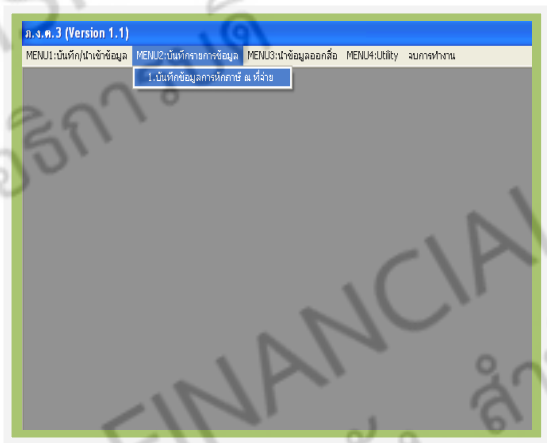 ภ.ง.ด.3 (Version 1.1)
MENU1:บันทึก/นำเข้าข้อมูล MENU2:บันทึกรายการข้อมูล MENU3:นำข้อมูลออกสื่อ MENU4:Utility จบการทำงาน
1.บันทึกข้อมูลการหักภาษี ณ ที่จ่าย
FINANCIAL